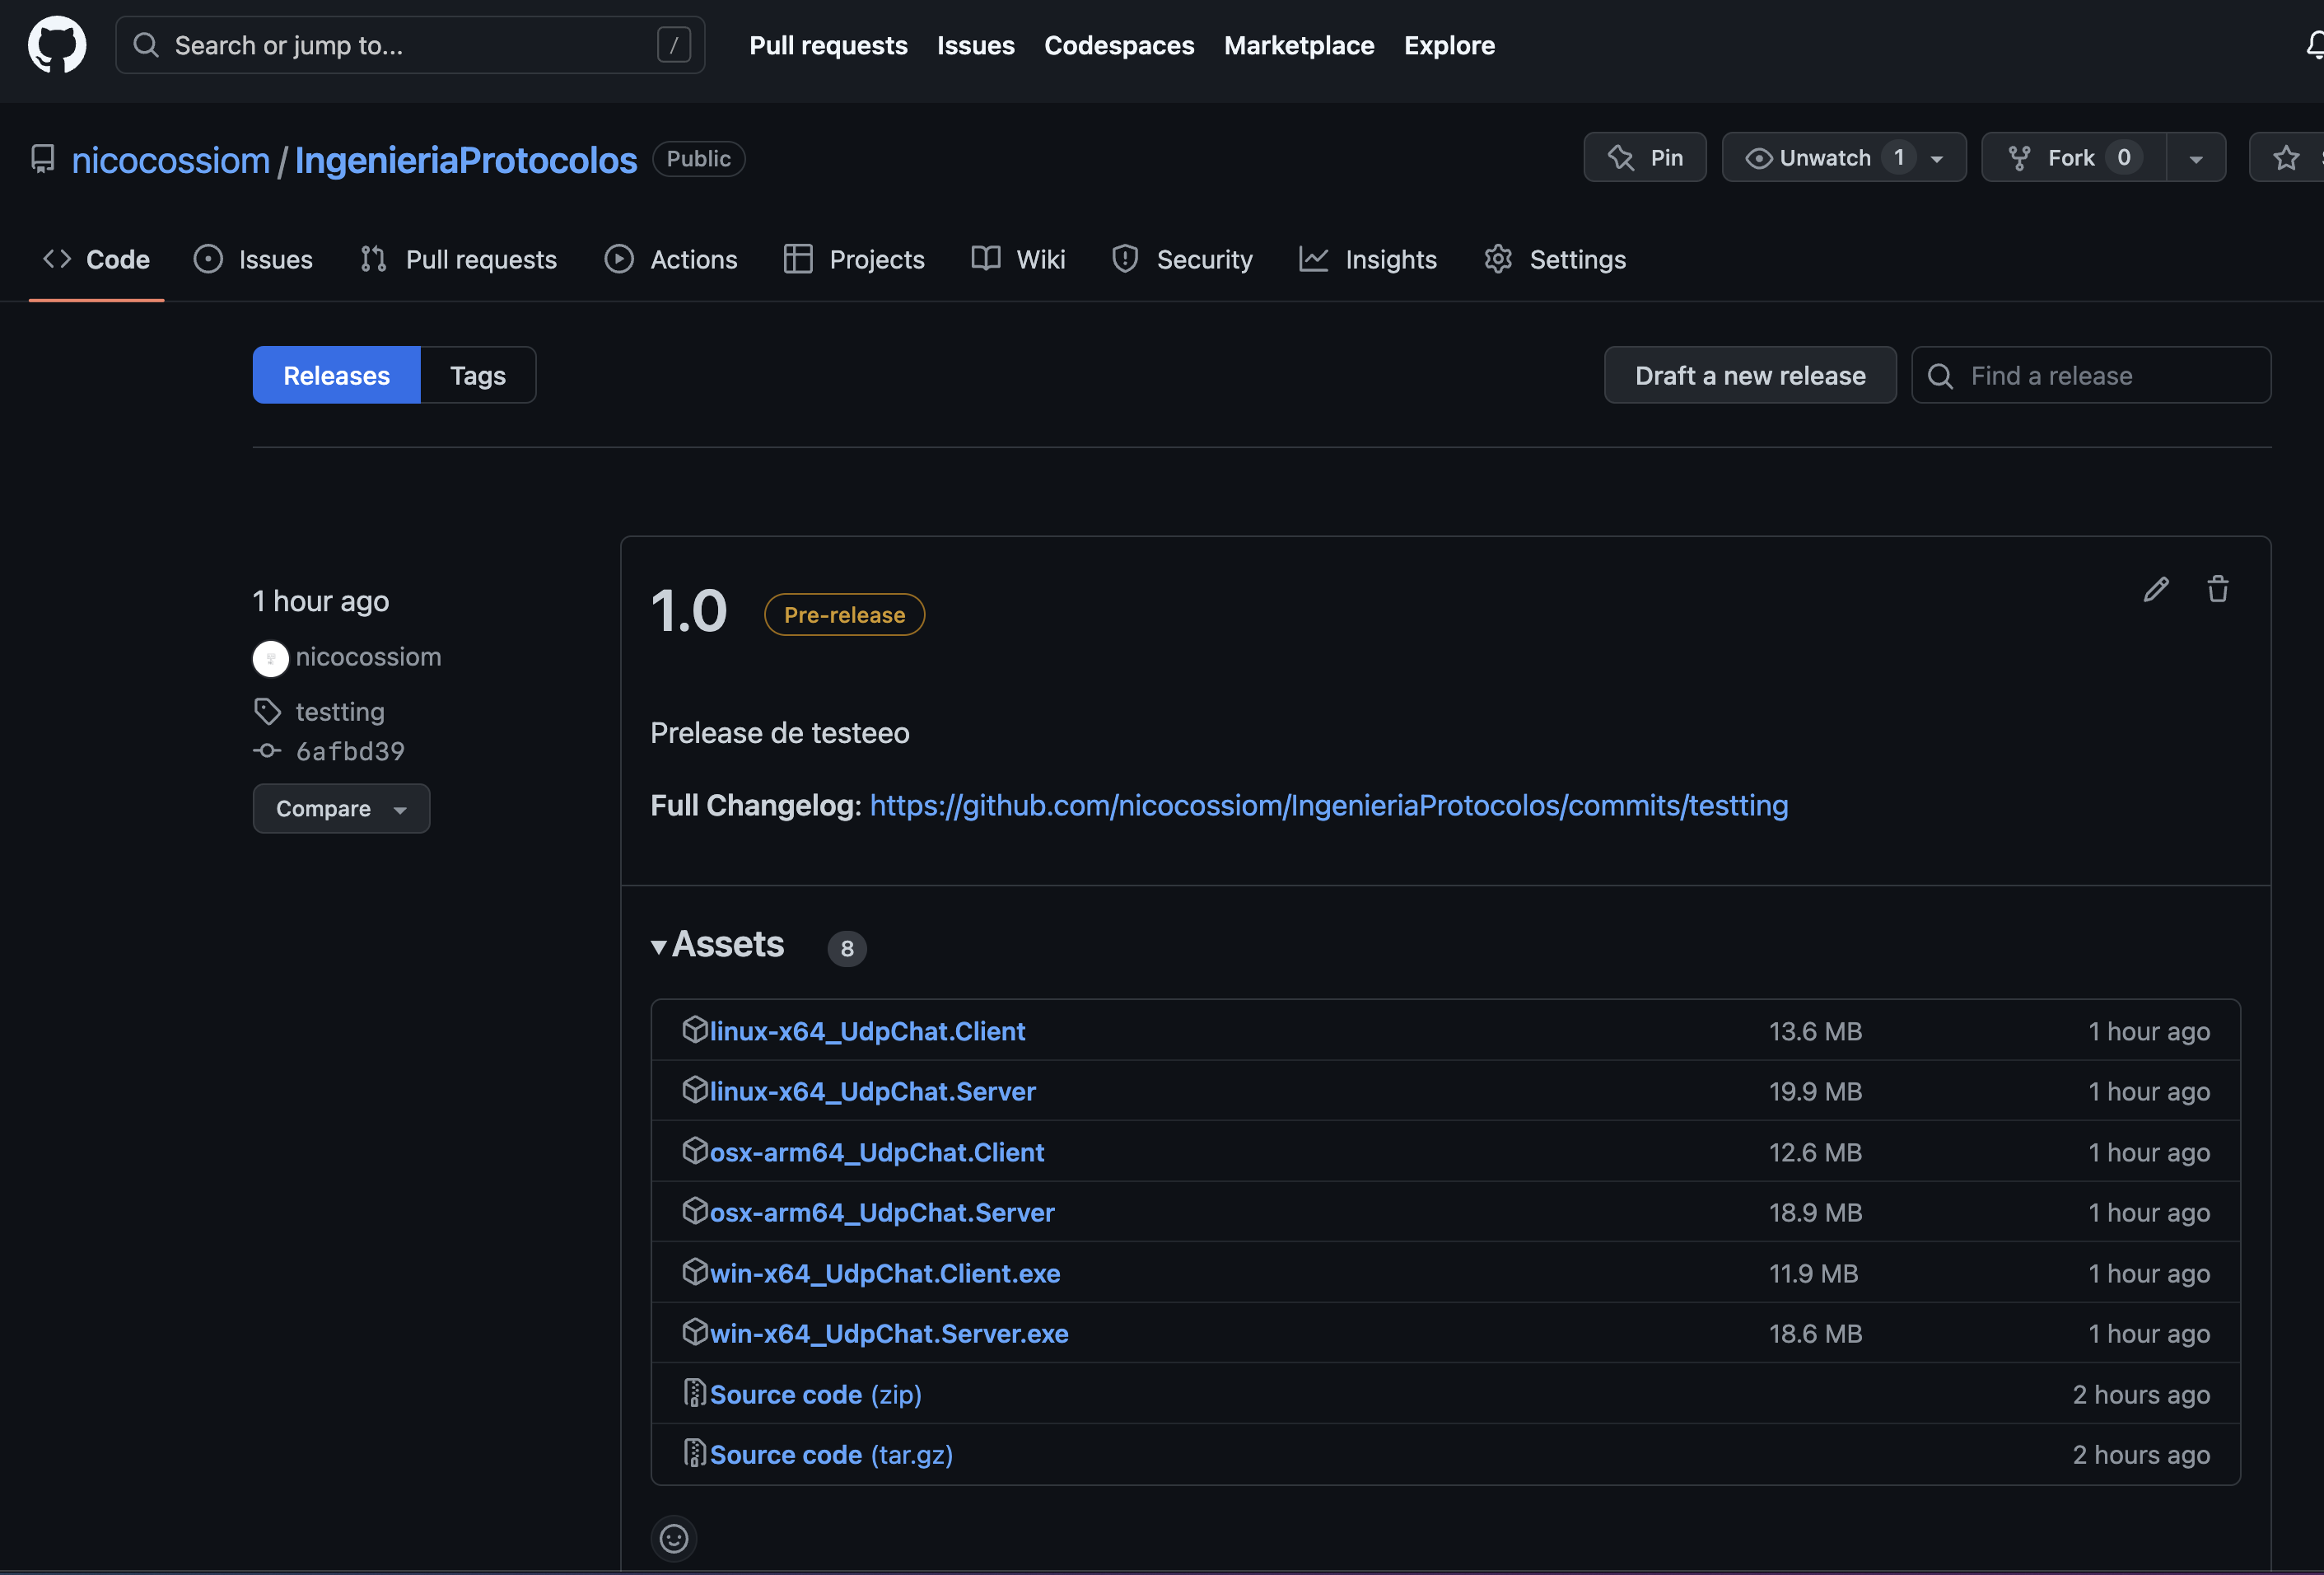 Search or jump to... / Pull requests Issues Codespaces Marketplace Explore
nicocossiom / IngenieriaProtocolos Public Pin Unwatch 1 Fork 0
Code Issues Pull requests Actions Projects Wiki Security Insights Settings
Releases Tags Draft a new release Find a release
1 hour ago
nicocossiom
testting
6afbd39
Compare
1.0 Pre-release
Prelease de testeeo
Full Changelog: https://github.com/nicocossiom/IngenieriaProtocolos/commits/testting
Assets 8
linux-x64_UdpChat.Client 13.6 MB 1 hour ago
linux-x64_UdpChat.Server 19.9 MB 1 hour ago
osx-arm64_UdpChat.Client 12.6 MB 1 hour ago
osx-arm64_UdpChat.Server 18.9 MB 1 hour ago
win-x64_UdpChat.Client.exe 11.9 MB 1 hour ago
win-x64_UdpChat.Server.exe 18.6 MB 1 hour ago
Source code (zip) 2 hours ago
Source code (tar.gz) 2 hours ago